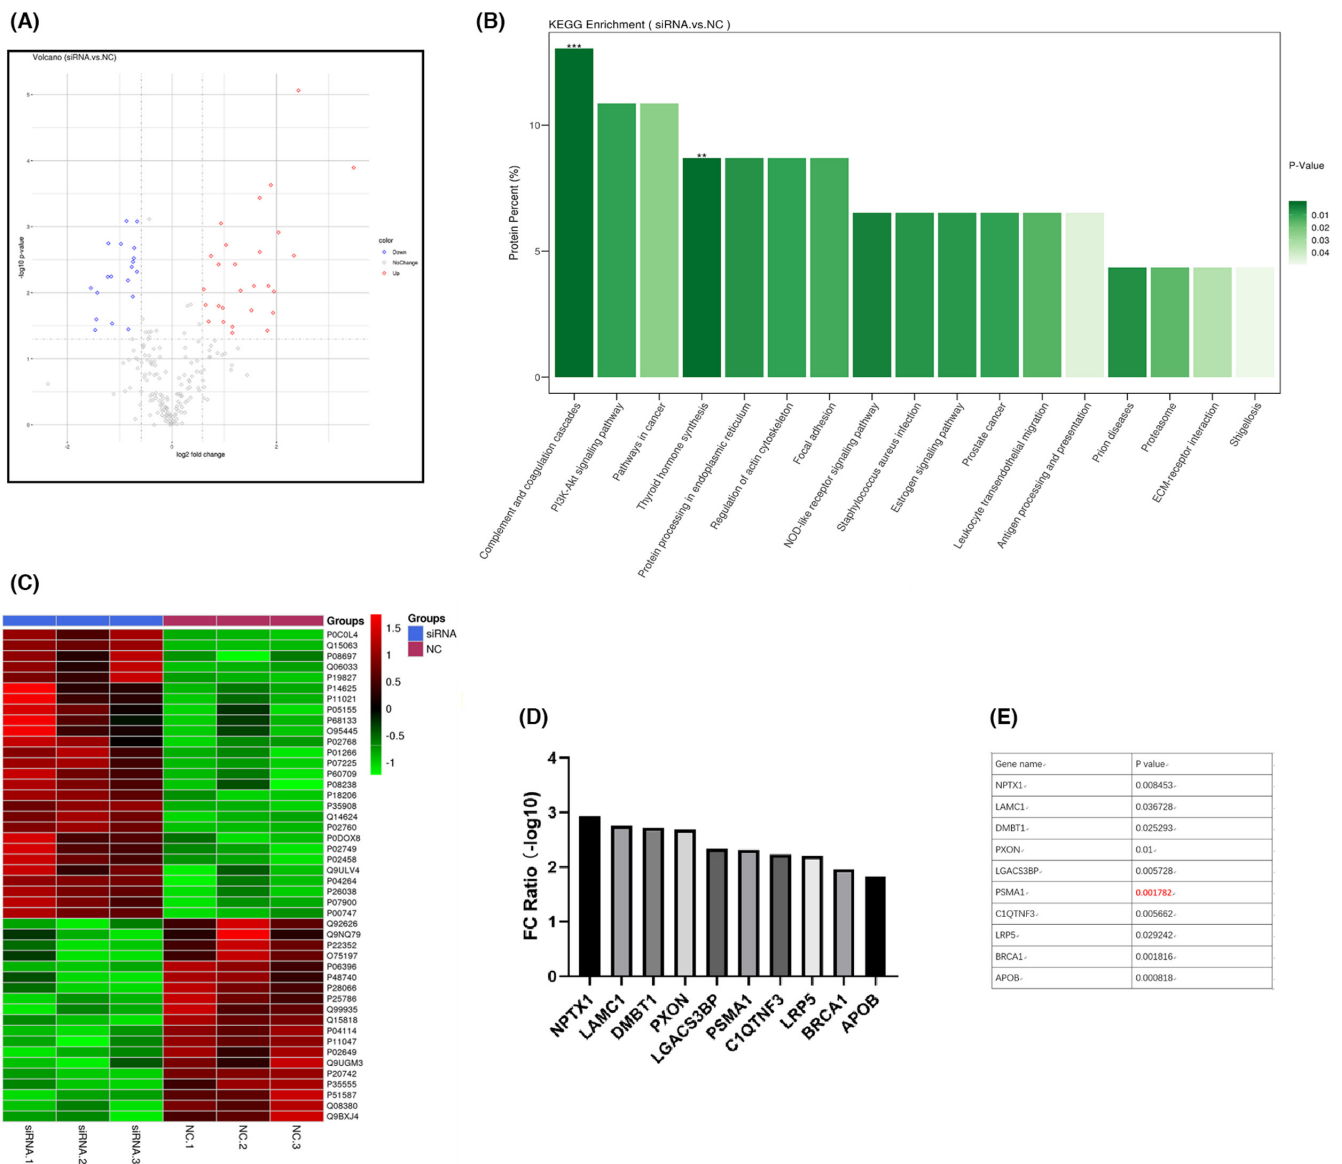 (A)
Volcano (siRNA.vs.NC)
5
4
3
2
1
0
-2
0
2
-log10 p-value
log2 fold change
color
Down
NoChange
Up
(B)
KEGG Enrichment ( siRNA.vs.NC )
***
**
10
5
0
Protein Percent (%)
Complement and coagulation cascades
PI3K-Akt signaling pathway
Pathways in cancer
Thyroid hormone synthesis
Protein processing in endoplasmic reticulum
Regulation of actin cytoskeleton
Focal adhesion
NOD-like receptor signaling pathway
Staphylococcus aureus infection
Estrogen signaling pathway
Prostate cancer
Leukocyte transendothelial migration
Antigen processing and presentation
Prion diseases
Proteasome
ECM-receptor interaction
Shigellosis
P-Value
0.01
0.02
0.03
0.04
(C)
Groups
P0C0L4
Q15063
P08697
Q06033
P19827
P14625
P11021
P05155
P68133
O95445
P02768
P01266
P07225
P60709
P08238
P18206
P35908
Q14624
P02760
P0DOX8
P02749
P02458
Q9ULV4
P04264
P26038
P07900
P00747
Q92626
Q9NQ79
P22352
O75197
P06396
P48740
P28066
P25786
Q99935
Q15818
P04114
P11047
P02649
Q9UGM3
P20742
P35555
P51587
Q08380
Q9BXJ4
siRNA.1
siRNA.2
siRNA.3
NC.1
NC.2
NC.3
1.5
1
0.5
0
-0.5
-1
Groups
siRNA
NC
(D)
FC Ratio (-log10)
4
3
2
1
0
NPTX1
LAMC1
DMBT1
PXON
LGACS3BP
PSMA1
C1QTNF3
LRP5
BRCA1
APOB
(E)
Gene name P value
NPTX1 0.008453
LAMC1 0.036728
DMBT1 0.025293
PXON 0.01
LGACS3BP 0.005728
PSMA1 0.001782
C1QTNF3 0.005662
LRP5 0.029242
BRCA1 0.001816
APOB 0.000818